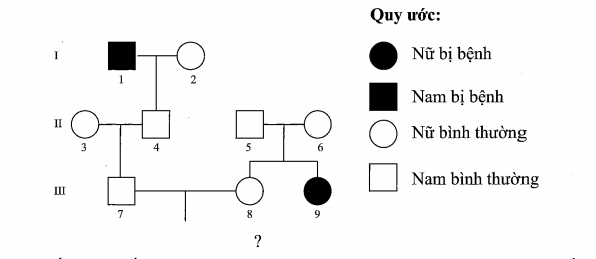 Quy ước:
I
1
2
Nữ bị bệnh
Nam bị bệnh
II
3
4
5
6
Nữ bình thường
III
7
8
9
Nam bình thường
?